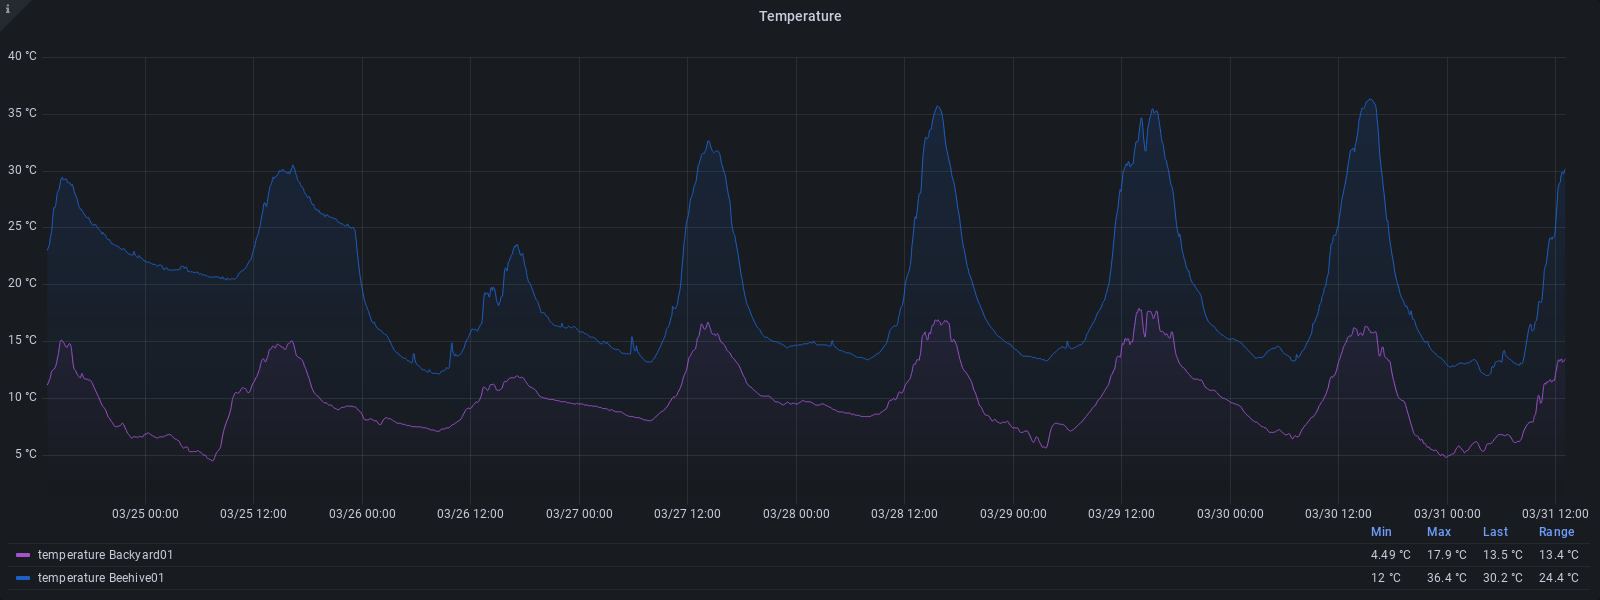 i
Temperature
40 °C
35 °C
30 °C
25 °C
20 °C
15 °C
10 °C
5 °C
03/25 00:00 03/25 12:00 03/26 00:00 03/26 12:00 03/27 00:00 03/27 12:00 03/28 00:00 03/28 12:00 03/29 00:00 03/29 12:00 03/30 00:00 03/30 12:00 03/31 00:00 03/31 12:00
Min Max Last Range
temperature Backyard01 4.49 °C 17.9 °C 13.5 °C 13.4 °C
temperature Beehive01 12 °C 36.4 °C 30.2 °C 24.4 °C